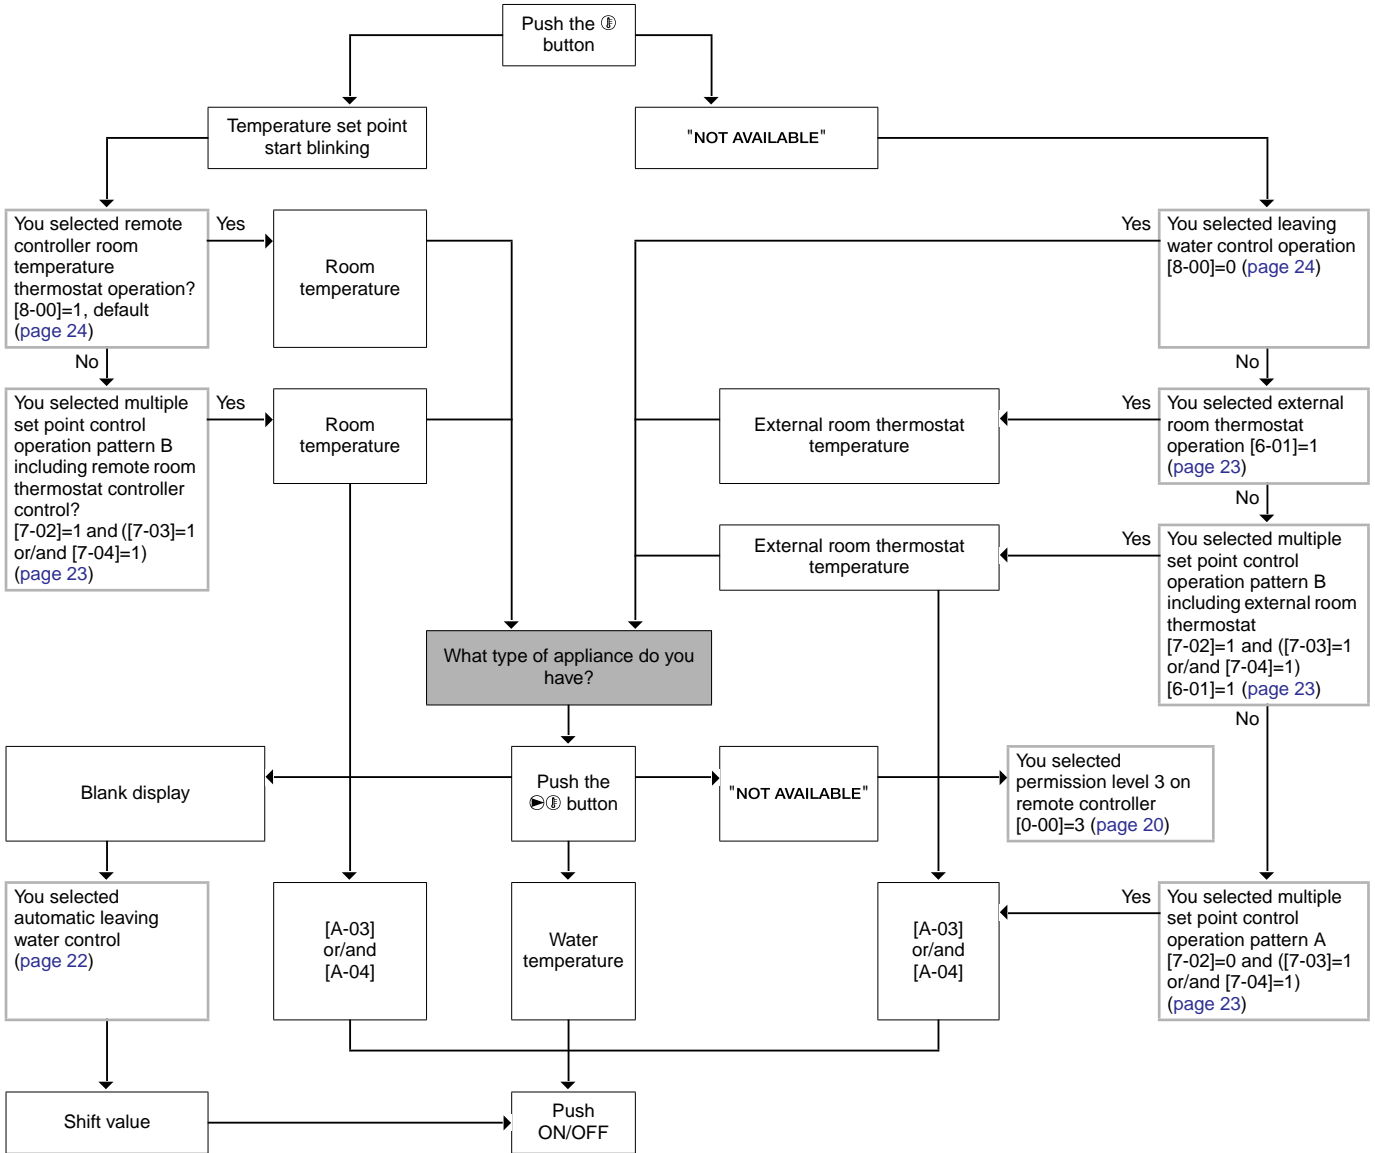 Push the
button
Temperature set point
start blinking
"NOT AVAILABLE"
You selected remote
controller room
temperature
thermostat operation?
[8-00]=1, default
(page 24)
Yes
Room
temperature
Yes
You selected leaving
water control operation
[8-00]=0 (page 24)
No
No
You selected multiple
set point control
operation pattern B
including remote room
thermostat controller
control?
[7-02]=1 and ([7-03]=1
or/and [7-04]=1)
(page 23)
Yes
Room
temperature
External room thermostat
temperature
Yes
You selected external
room thermostat
operation [6-01]=1
(page 23)
No
External room thermostat
temperature
Yes
You selected multiple
set point control
operation pattern B
including external room
thermostat
[7-02]=1 and ([7-03]=1
or/and [7-04]=1)
[6-01]=1 (page 23)
What type of appliance do you
have?
No
Blank display
Push the
button
"NOT AVAILABLE"
You selected
permission level 3 on
remote controller
[0-00]=3 (page 20)
You selected
automatic leaving
water control
(page 22)
[A-03]
or/and
[A-04]
Water
temperature
[A-03]
or/and
[A-04]
Yes
You selected multiple
set point control
operation pattern A
[7-02]=0 and ([7-03]=1
or/and [7-04]=1)
(page 23)
Shift value
Push
ON/OFF